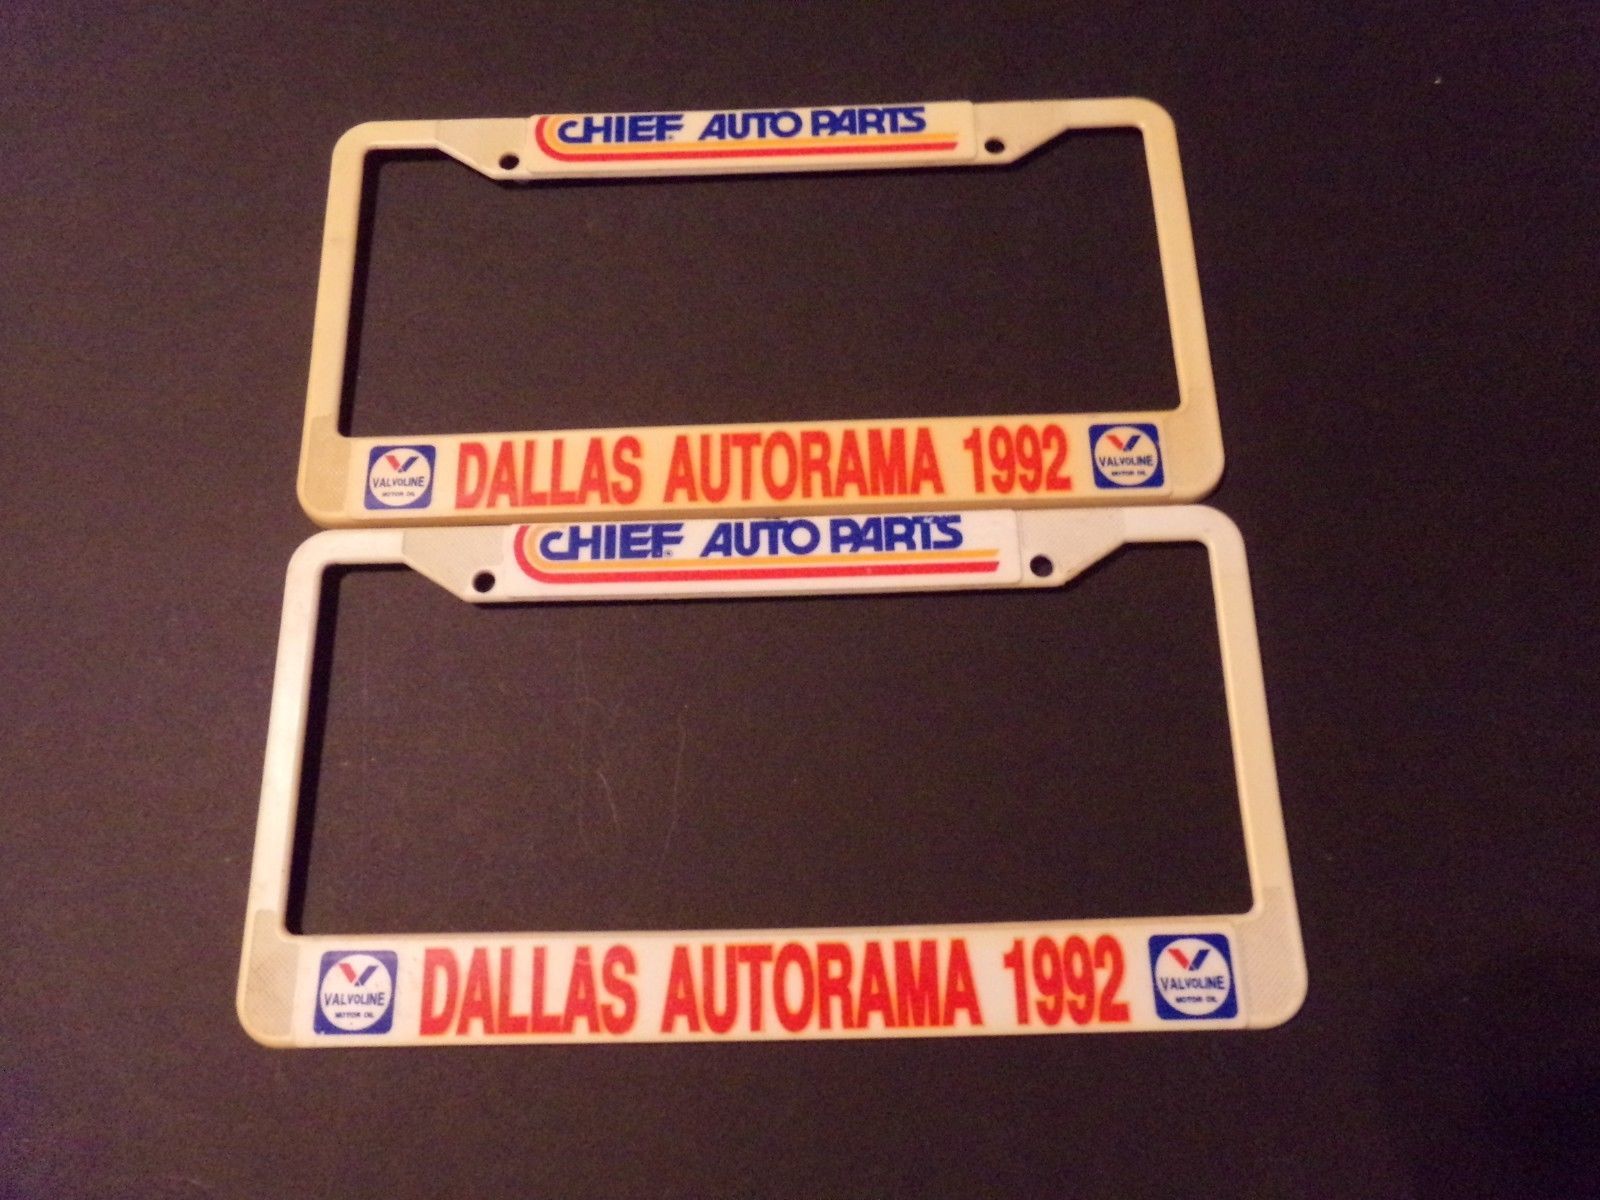 CHIEF AUTO PARTS
VALVOLINE
MOTOR OIL
DALLAS AUTORAMA 1992
VALVOLINE
MOTOR OIL
CHIEF® AUTO PARTS
VALVOLINE
MOTOR OIL
DALLAS AUTORAMA 1992
VALVOLINE
MOTOR OIL